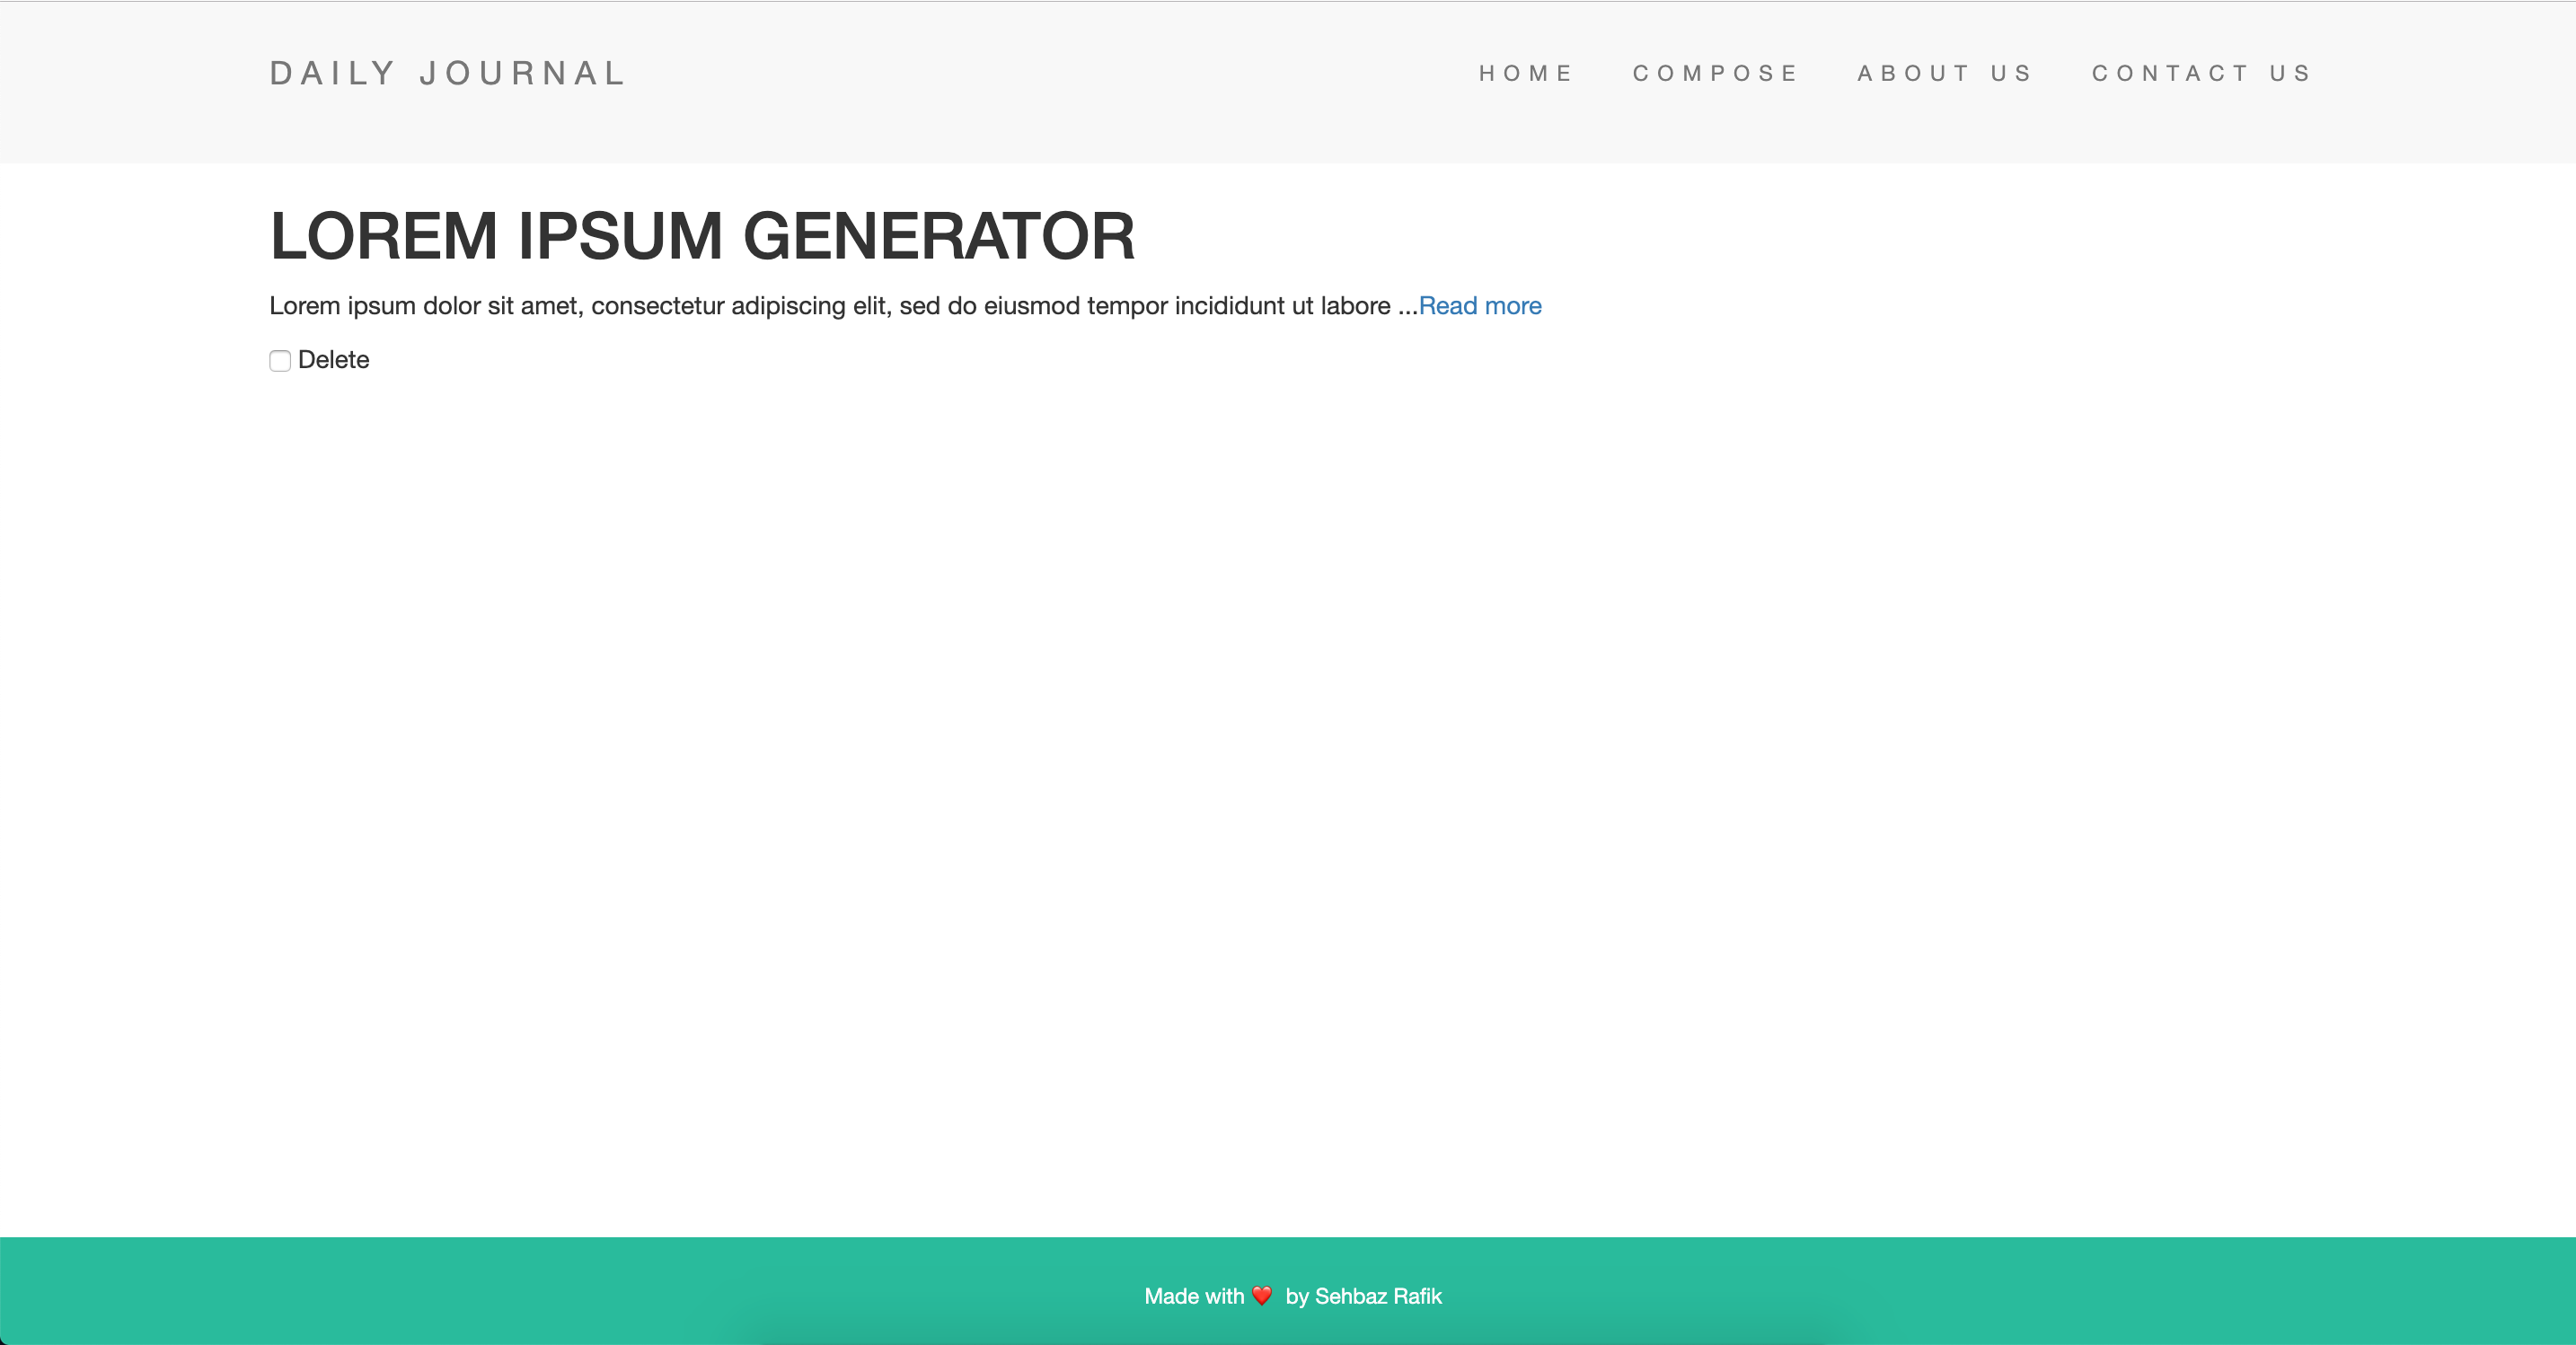 DAILY JOURNAL
HOME COMPOSE ABOUT US CONTACT US
LOREM IPSUM GENERATOR
Lorem ipsum dolor sit amet, consectetur adipiscing elit, sed do eiusmod tempor incididunt ut labore ...Read more
Delete
Made with ❤️ by Sehbaz Rafik